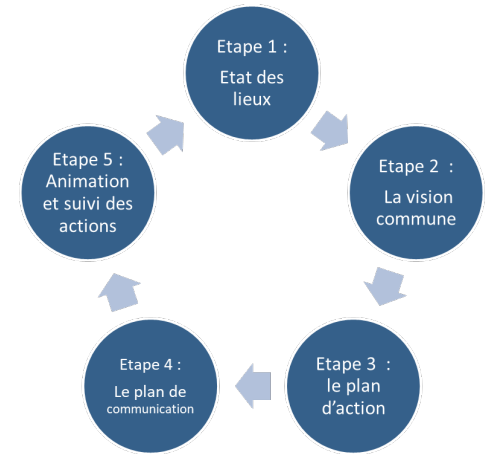 Etape 1 :
Etat des
lieux
Etape 2  :
La vision
commune
Etape 3  :
le plan
d’action
Etape 4 :
Le plan de
communication
Etape 5 :
Animation
et suivi des
actions